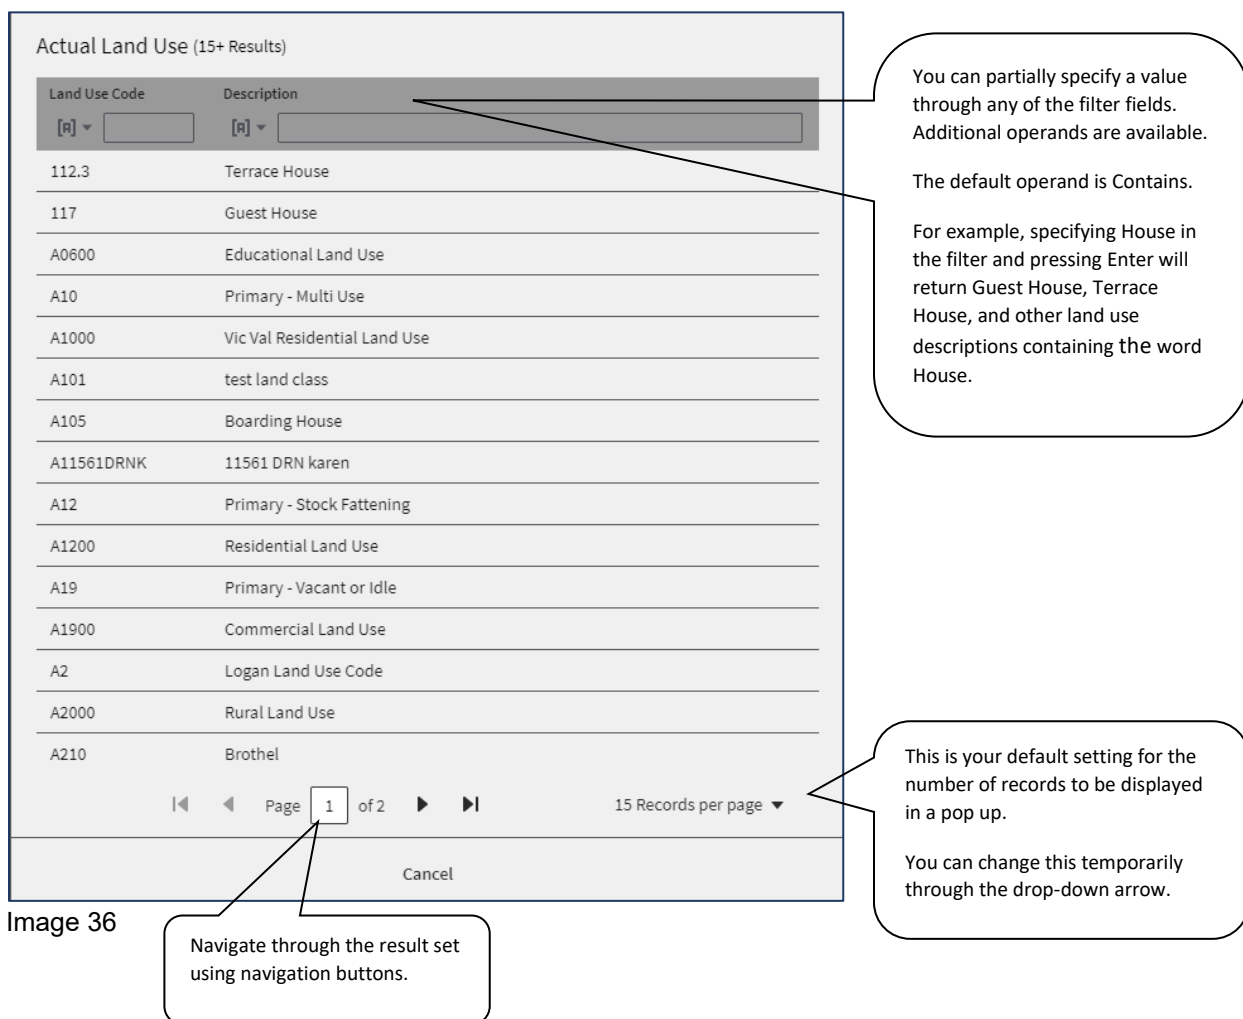 Actual Land Use (15+ Results)
Land Use Code Description
[A] [A]
112.3 Terrace House
117 Guest House
A0600 Educational Land Use
A10 Primary - Multi Use
A1000 Vic Val Residential Land Use
A101 test land class
A105 Boarding House
A11561DRNK 11561 DRN karen
A12 Primary - Stock Fattening
A1200 Residential Land Use
A19 Primary - Vacant or Idle
A1900 Commercial Land Use
A2 Logan Land Use Code
A2000 Rural Land Use
A210 Brothel
Page 1 of 2 15 Records per page
Cancel
You can partially specify a value
through any of the filter fields.
Additional operands are available.
The default operand is Contains.
For example, specifying House in
the filter and pressing Enter will
return Guest House, Terrace
House, and other land use
descriptions containing the word
House.
This is your default setting for the
number of records to be displayed
in a pop up.
You can change this temporarily
through the drop-down arrow.
Image 36
Navigate through the result set
using navigation buttons.